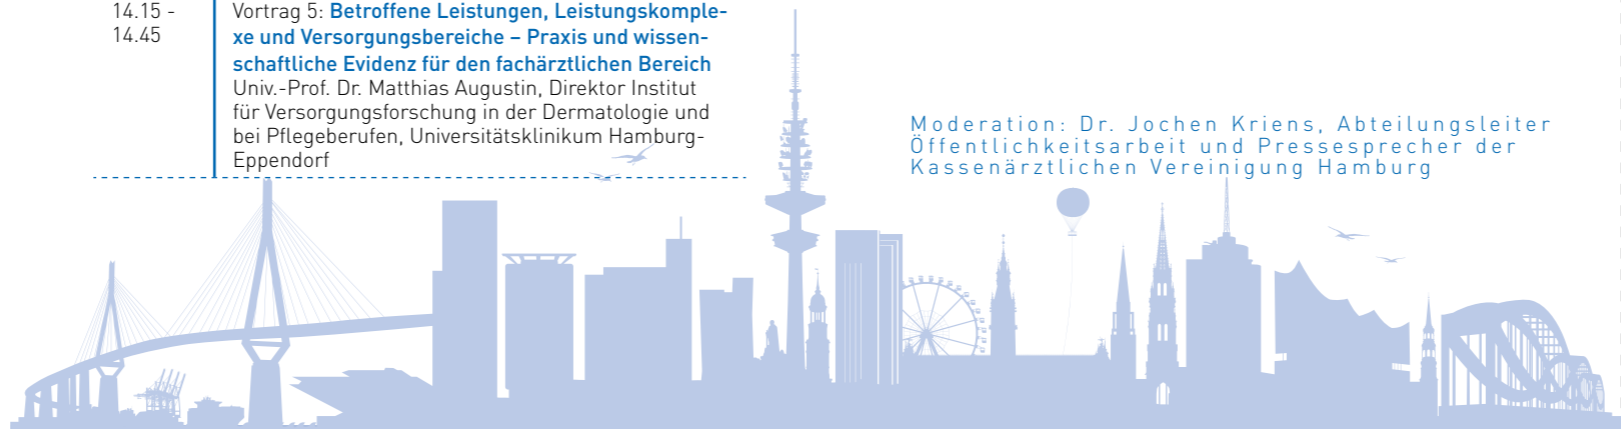 14.15 -
14.45
Vortrag 5: Betroffene Leistungen, Leistungskomple-
xe und Versorgungsbereiche – Praxis und wissen-
schaftliche Evidenz für den fachärztlichen Bereich
Univ.-Prof. Dr. Matthias Augustin, Direktor Institut
für Versorgungsforschung in der Dermatologie und
bei Pflegeberufen, Universitätsklinikum Hamburg-
Eppendorf
Moderation: Dr. Jochen Kriens, Abteilungsleiter
Öffentlichkeitsarbeit und Pressesprecher der
Kassenärztlichen Vereinigung Hamburg